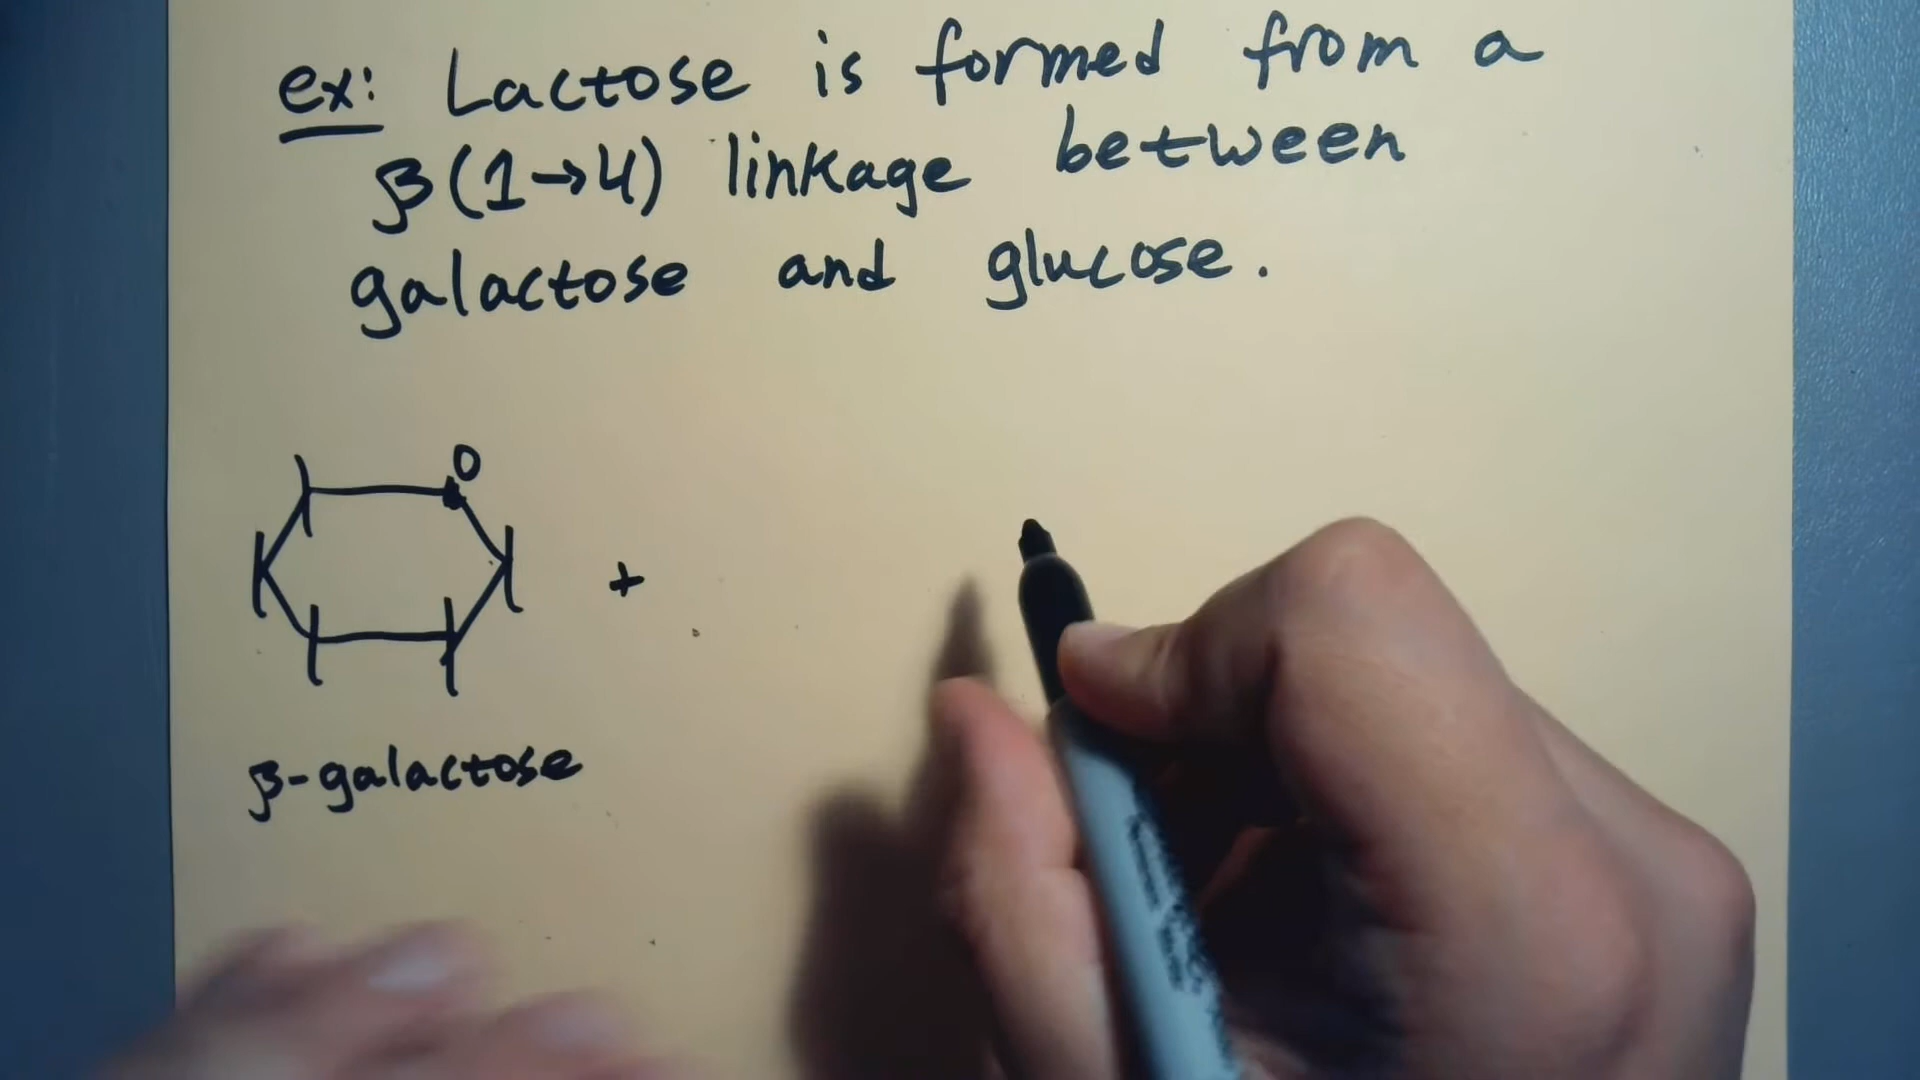 ex: Lactose is formed from a
β(1→4) linkage between
galactose and glucose.
O
+
β-galactose